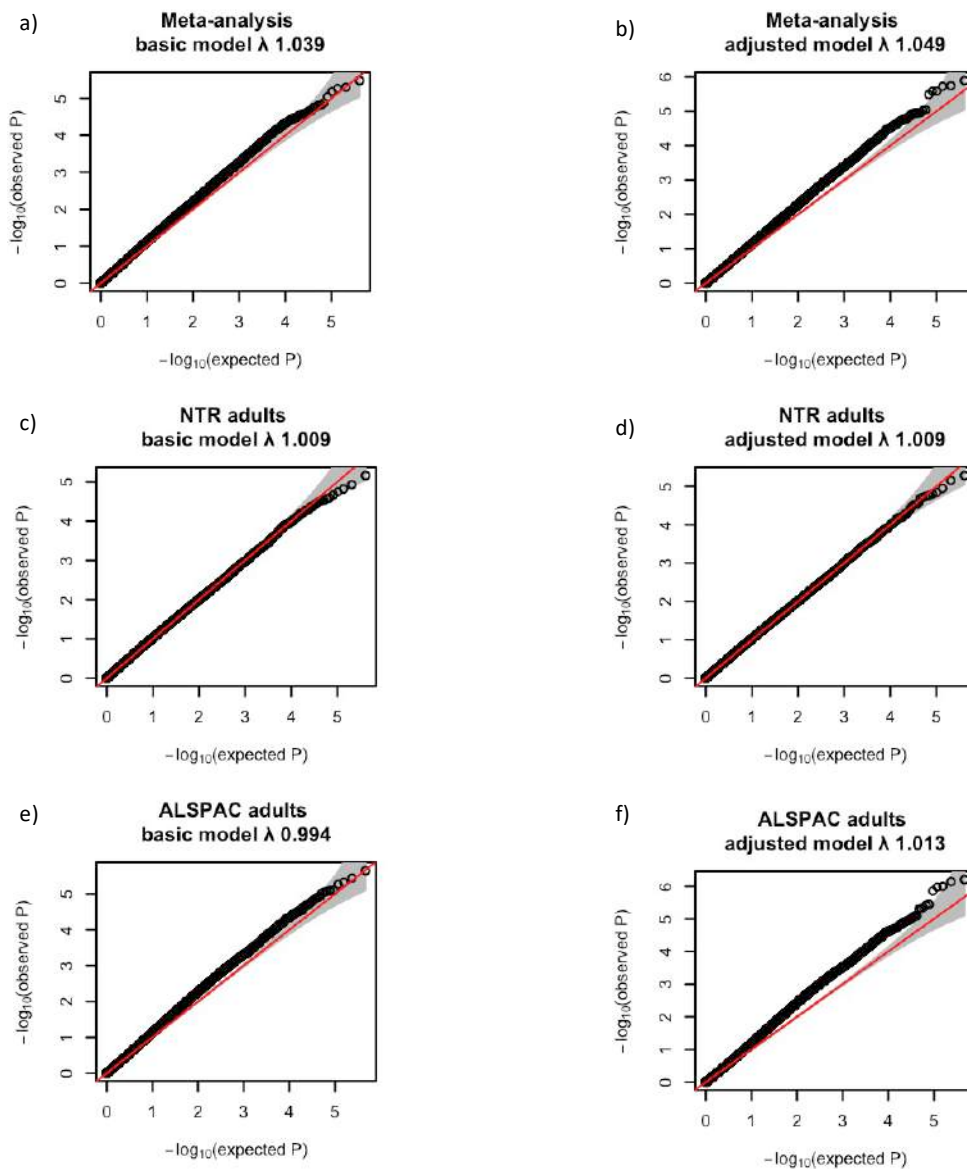 a)
Meta-analysis
basic model λ 1.039
−log10(observed P)
0 1 2 3 4 5
0 1 2 3 4 5
−log10(expected P)
b)
Meta-analysis
adjusted model λ 1.049
−log10(observed P)
0 1 2 3 4 5 6
0 1 2 3 4 5
−log10(expected P)
c)
NTR adults
basic model λ 1.009
−log10(observed P)
0 1 2 3 4 5
0 1 2 3 4 5
−log10(expected P)
d)
NTR adults
adjusted model λ 1.009
−log10(observed P)
0 1 2 3 4 5
0 1 2 3 4 5
−log10(expected P)
e)
ALSPAC adults
basic model λ 0.994
−log10(observed P)
0 1 2 3 4 5
0 1 2 3 4 5
−log10(expected P)
f)
ALSPAC adults
adjusted model λ 1.013
−log10(observed P)
0 1 2 3 4 5 6
0 1 2 3 4 5
−log10(expected P)